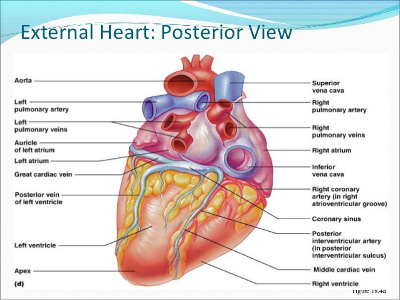 External Heart: Posterior View
Aorta
Left
pulmonary artery
Left
pulmonary veins
Auricle
of left atrium
Left atrium
Great cardiac vein
Posterior vein
of left ventricle
Left ventricle
Apex
(d)
Superior
vena cava
Right
pulmonary artery
Right
pulmonary veins
Right atrium
Inferior
vena cava
Right coronary
artery (in right
atrioventricular groove)
Coronary sinus
Posterior
interventricular artery
(in posterior
interventricular sulcus)
Middle cardiac vein
Right ventricle
Figure 18.4d